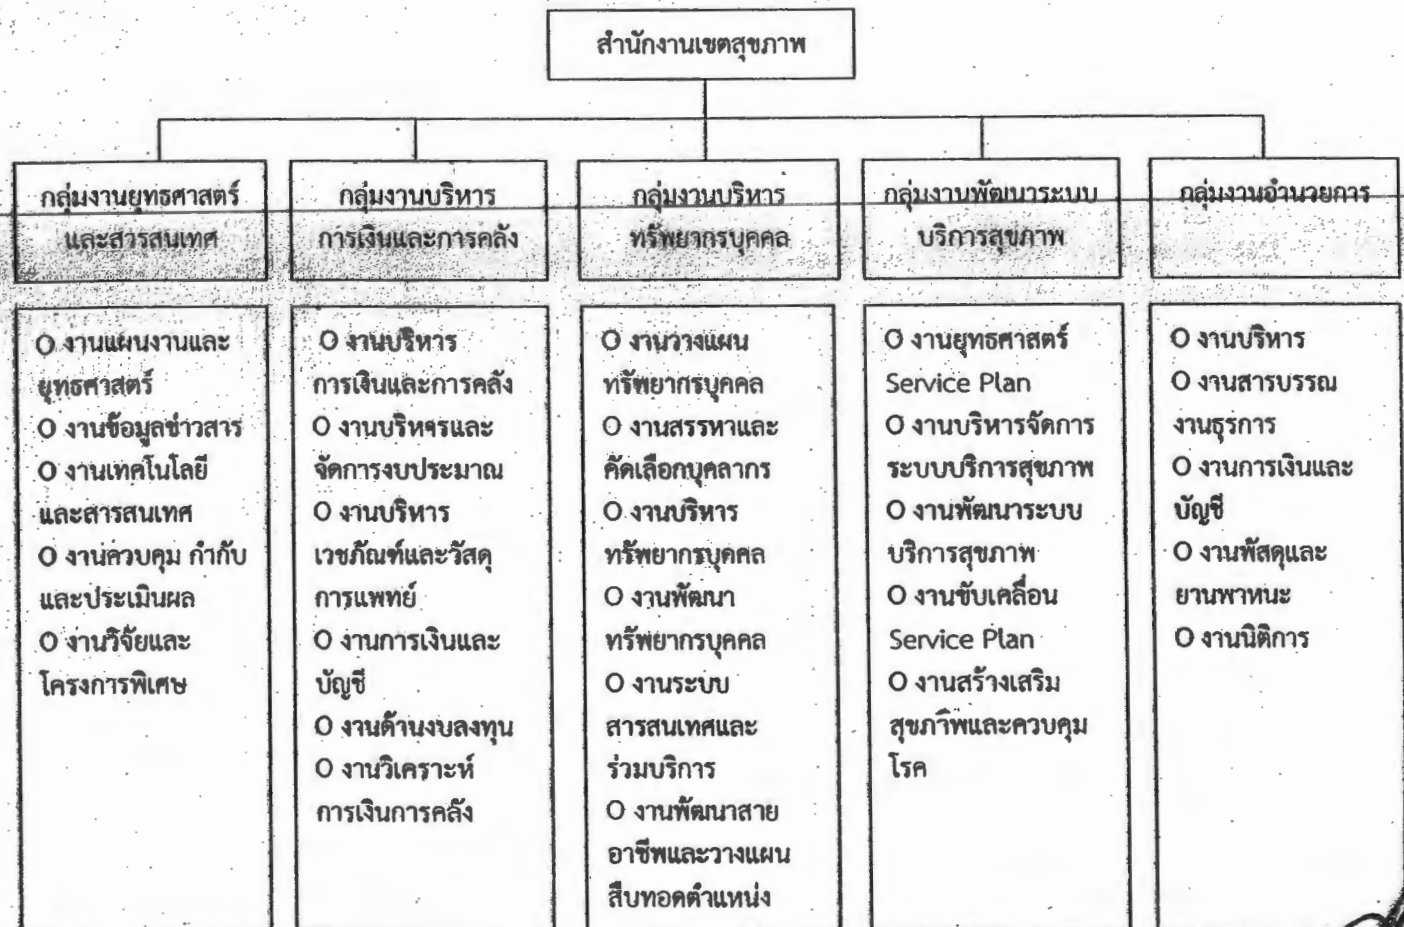 สำนักงานเขตสุขภาพ
กลุ่มงานยุทธศาสตร์
และสารสนเทศ
กลุ่มงานบริหาร
การเงินและการคลัง
กลุ่มงานบริหาร
ทรัพยากรบุคคล
กลุ่มงานพัฒนาระบบ
บริการสุขภาพ
กลุ่มงานอำนวยการ
O งานแผนงานและ
ยุทธศาสตร์
O งานข้อมูลข่าวสาร
O งานเทคโนโลยี
และสารสนเทศ
O งานควบคุม กำกับ
และประเมินผล
O งานวิจัยและ
โครงการพิเศษ
O งานบริหาร
การเงินและการคลัง
O งานบริหารและ
จัดการงบประมาณ
O งานบริหาร
เวชภัณฑ์และวัสดุ
การแพทย์
O งานการเงินและ
บัญชี
O งานด้านงบลงทุน
O งานวิเคราะห์
การเงินการคลัง
O งานวางแผน
ทรัพยากรบุคคล
O งานสรรหาและ
คัดเลือกบุคลากร
O งานบริหาร
ทรัพยากรบุคคล
O งานพัฒนา
ทรัพยากรบุคคล
O งานระบบ
สารสนเทศและ
ร่วมบริการ
O งานพัฒนาสาย
อาชีพและวางแผน
สืบทอดตำแหน่ง
O งานยุทธศาสตร์
Service Plan
O งานบริหารจัดการ
ระบบบริการสุขภาพ
O งานพัฒนาระบบ
บริการสุขภาพ
O งานขับเคลื่อน
Service Plan
O งานสร้างเสริม
สุขภาพและควบคุม
โรค
O งานบริหาร
O งานสารบรรณ
งานธุรการ
O งานการเงินและ
บัญชี
O งานพัสดุและ
ยานพาหนะ
O งานนิติการ